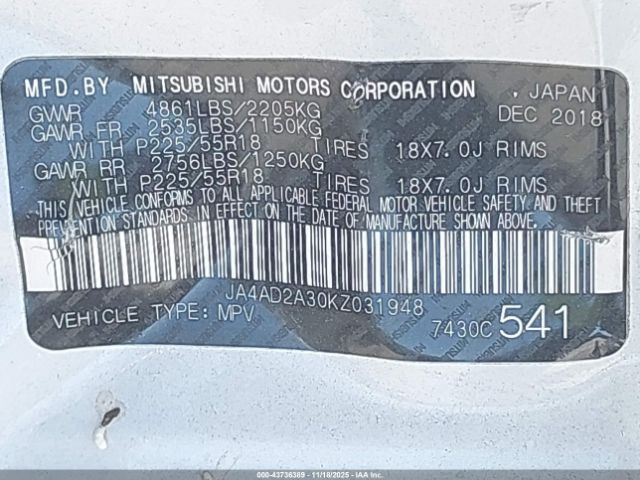 MFD.BY MITSUBISHI MOTORS CORPORATION , JAPAN
GVWR 4861LBS/2205KG DEC 2018
GAWR FR 2535LBS/1150KG
WITH P225/55R18 TIRES 18X7.0J RIMS
GAWR RR 2756LBS/1250KG
WITH P225/55R18 TIRES 18X7.0J RIMS
THIS VEHICLE CONFORMS TO ALL APPLICABLE FEDERAL MOTOR VEHICLE SAFETY AND THEFT
PREVENTION STANDARDS IN EFFECT ON THE DATE OF MANUFACTURE SHOWN ABOVE.
JA4AD2A30KZ031948
VEHICLE TYPE: MPV 7430C 541
000-43736389 - 11/18/2025 - IAAI CORP.